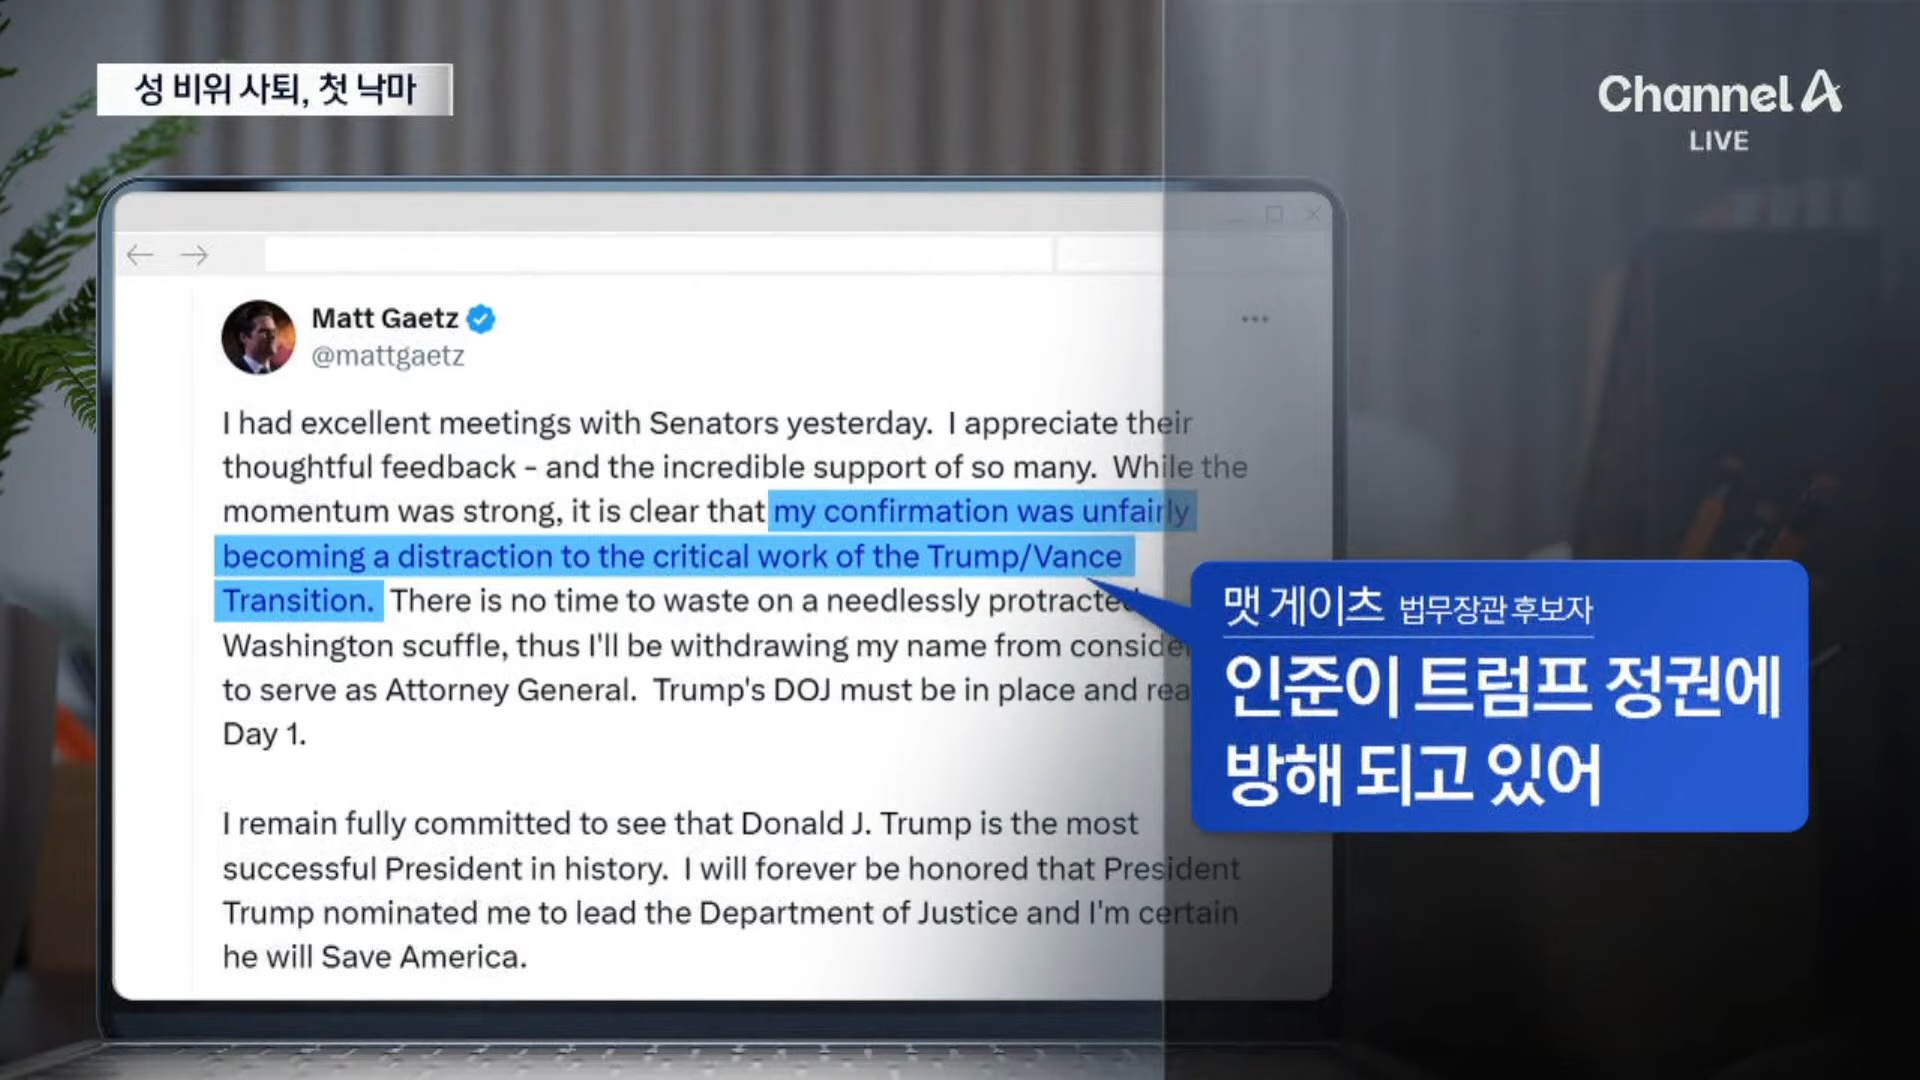 성 비위 사퇴, 첫 낙마
Channel A
LIVE
Matt Gaetz
@mattgaetz
I had excellent meetings with Senators yesterday. I appreciate their
thoughtful feedback - and the incredible support of so many. While the
momentum was strong, it is clear that my confirmation was unfairly
becoming a distraction to the critical work of the Trump/Vance
Transition. There is no time to waste on a needlessly protracted
Washington scuffle, thus I'll be withdrawing my name from
to serve as Attorney General. Trump's DOJ must be in place and
Day 1.
I remain fully committed to see that Donald J. Trump is the most
successful President in history. I will forever be honored that President
Trump nominated me to lead the Department of Justice and I'm certain
he will Save America.
맷 게이츠 법무장관 후보자
인준이 트럼프 정권에
방해 되고 있어